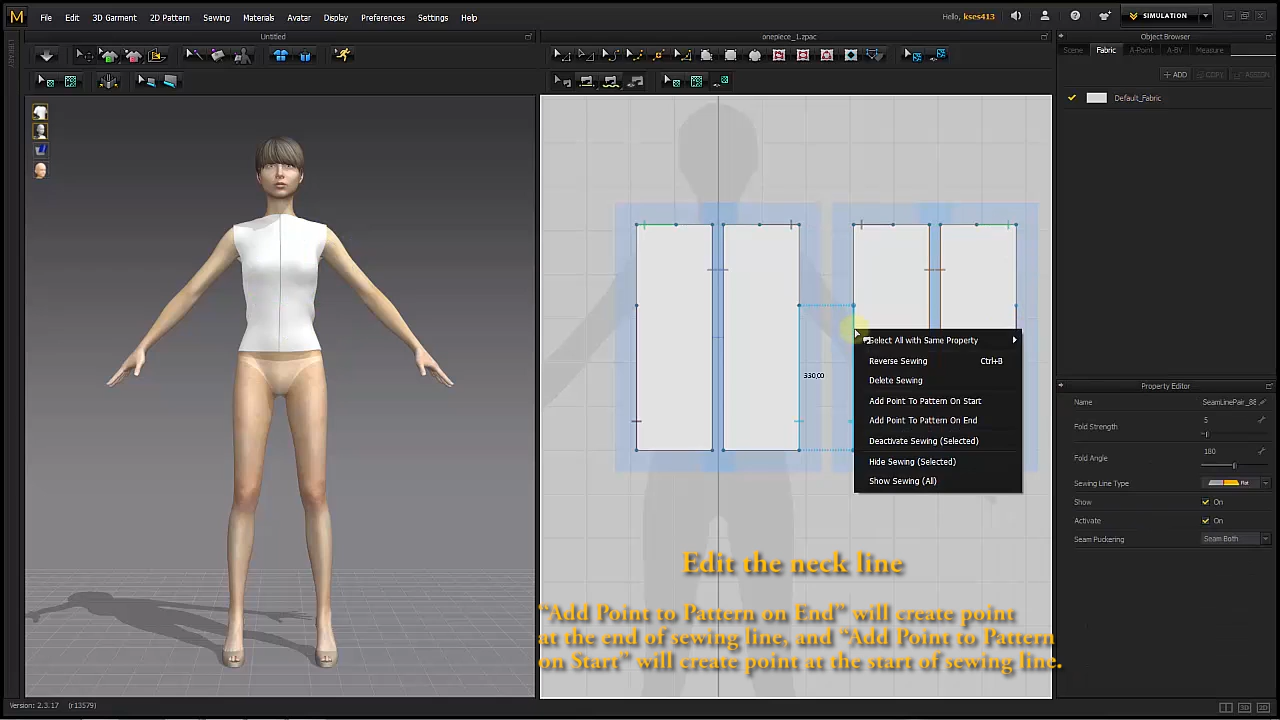 M File Edit 3D Garment 2D Pattern Sewing Materials Avatar Display Preferences Settings Help
Hello, kses413 SIMULATION
Untitled
onepiece_1.zpac
Object Browser
Scene Fabric A-Point A-BY Measure
ADD COPY ASSIGN
Default_Fabric
LIBRARY
330,00
Select All with Same Property
Reverse Sewing Ctrl+B
Delete Sewing
Add Point To Pattern On Start
Add Point To Pattern On End
Deactivate Sewing (Selected)
Hide Sewing (Selected)
Show Sewing (All)
Property Editor
Name SeamLinePair_88
Fold Strength 5
Fold Angle 180
Sewing Line Type Flat
Show On
Activate On
Seam Puckering Seam Both
Edit the neck line
“Add Point to Pattern on End” will create point
at the end of sewing line, and “Add Point to Pattern
on Start” will create point at the start of sewing line.
Version: 2.3.17 (r13579)
3D 2D